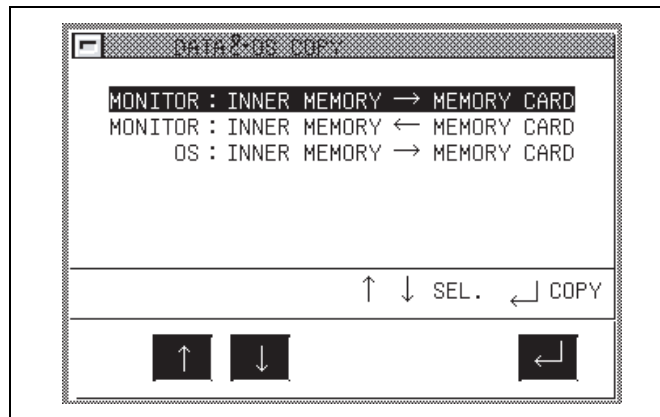 DATA&OS COPY
MONITOR : INNER MEMORY → MEMORY CARD
MONITOR : INNER MEMORY ← MEMORY CARD
OS : INNER MEMORY → MEMORY CARD
↑ ↓ SEL. ↵ COPY
↑ ↓ ↵